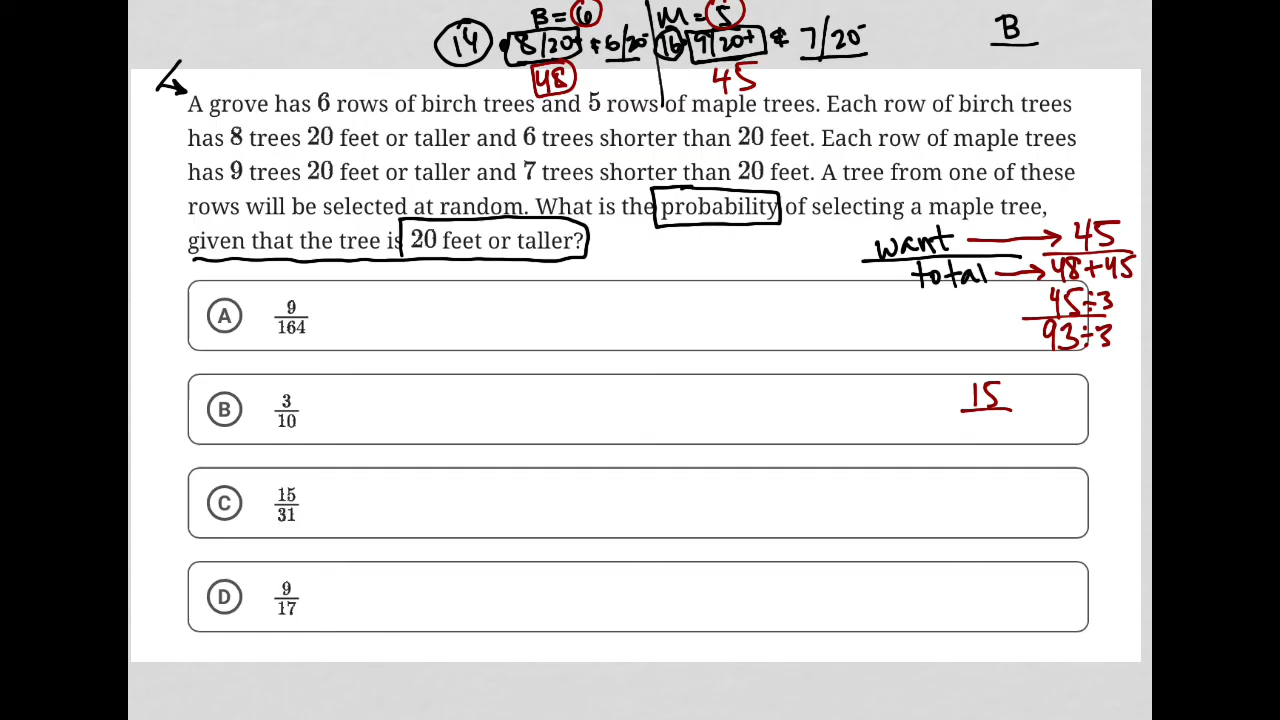 B = 6 M = 5 B
14 8/20+ & 6/20- 16 9/20+ & 7/20-
48 45
A grove has 6 rows of birch trees and 5 rows of maple trees. Each row of birch trees
has 8 trees 20 feet or taller and 6 trees shorter than 20 feet. Each row of maple trees
has 9 trees 20 feet or taller and 7 trees shorter than 20 feet. A tree from one of these
rows will be selected at random. What is the probability of selecting a maple tree,
given that the tree is 20 feet or taller?
want → 45
total → 48+45
45÷3
93÷3
A 9/164
B 3/10
15
C 15/31
D 9/17